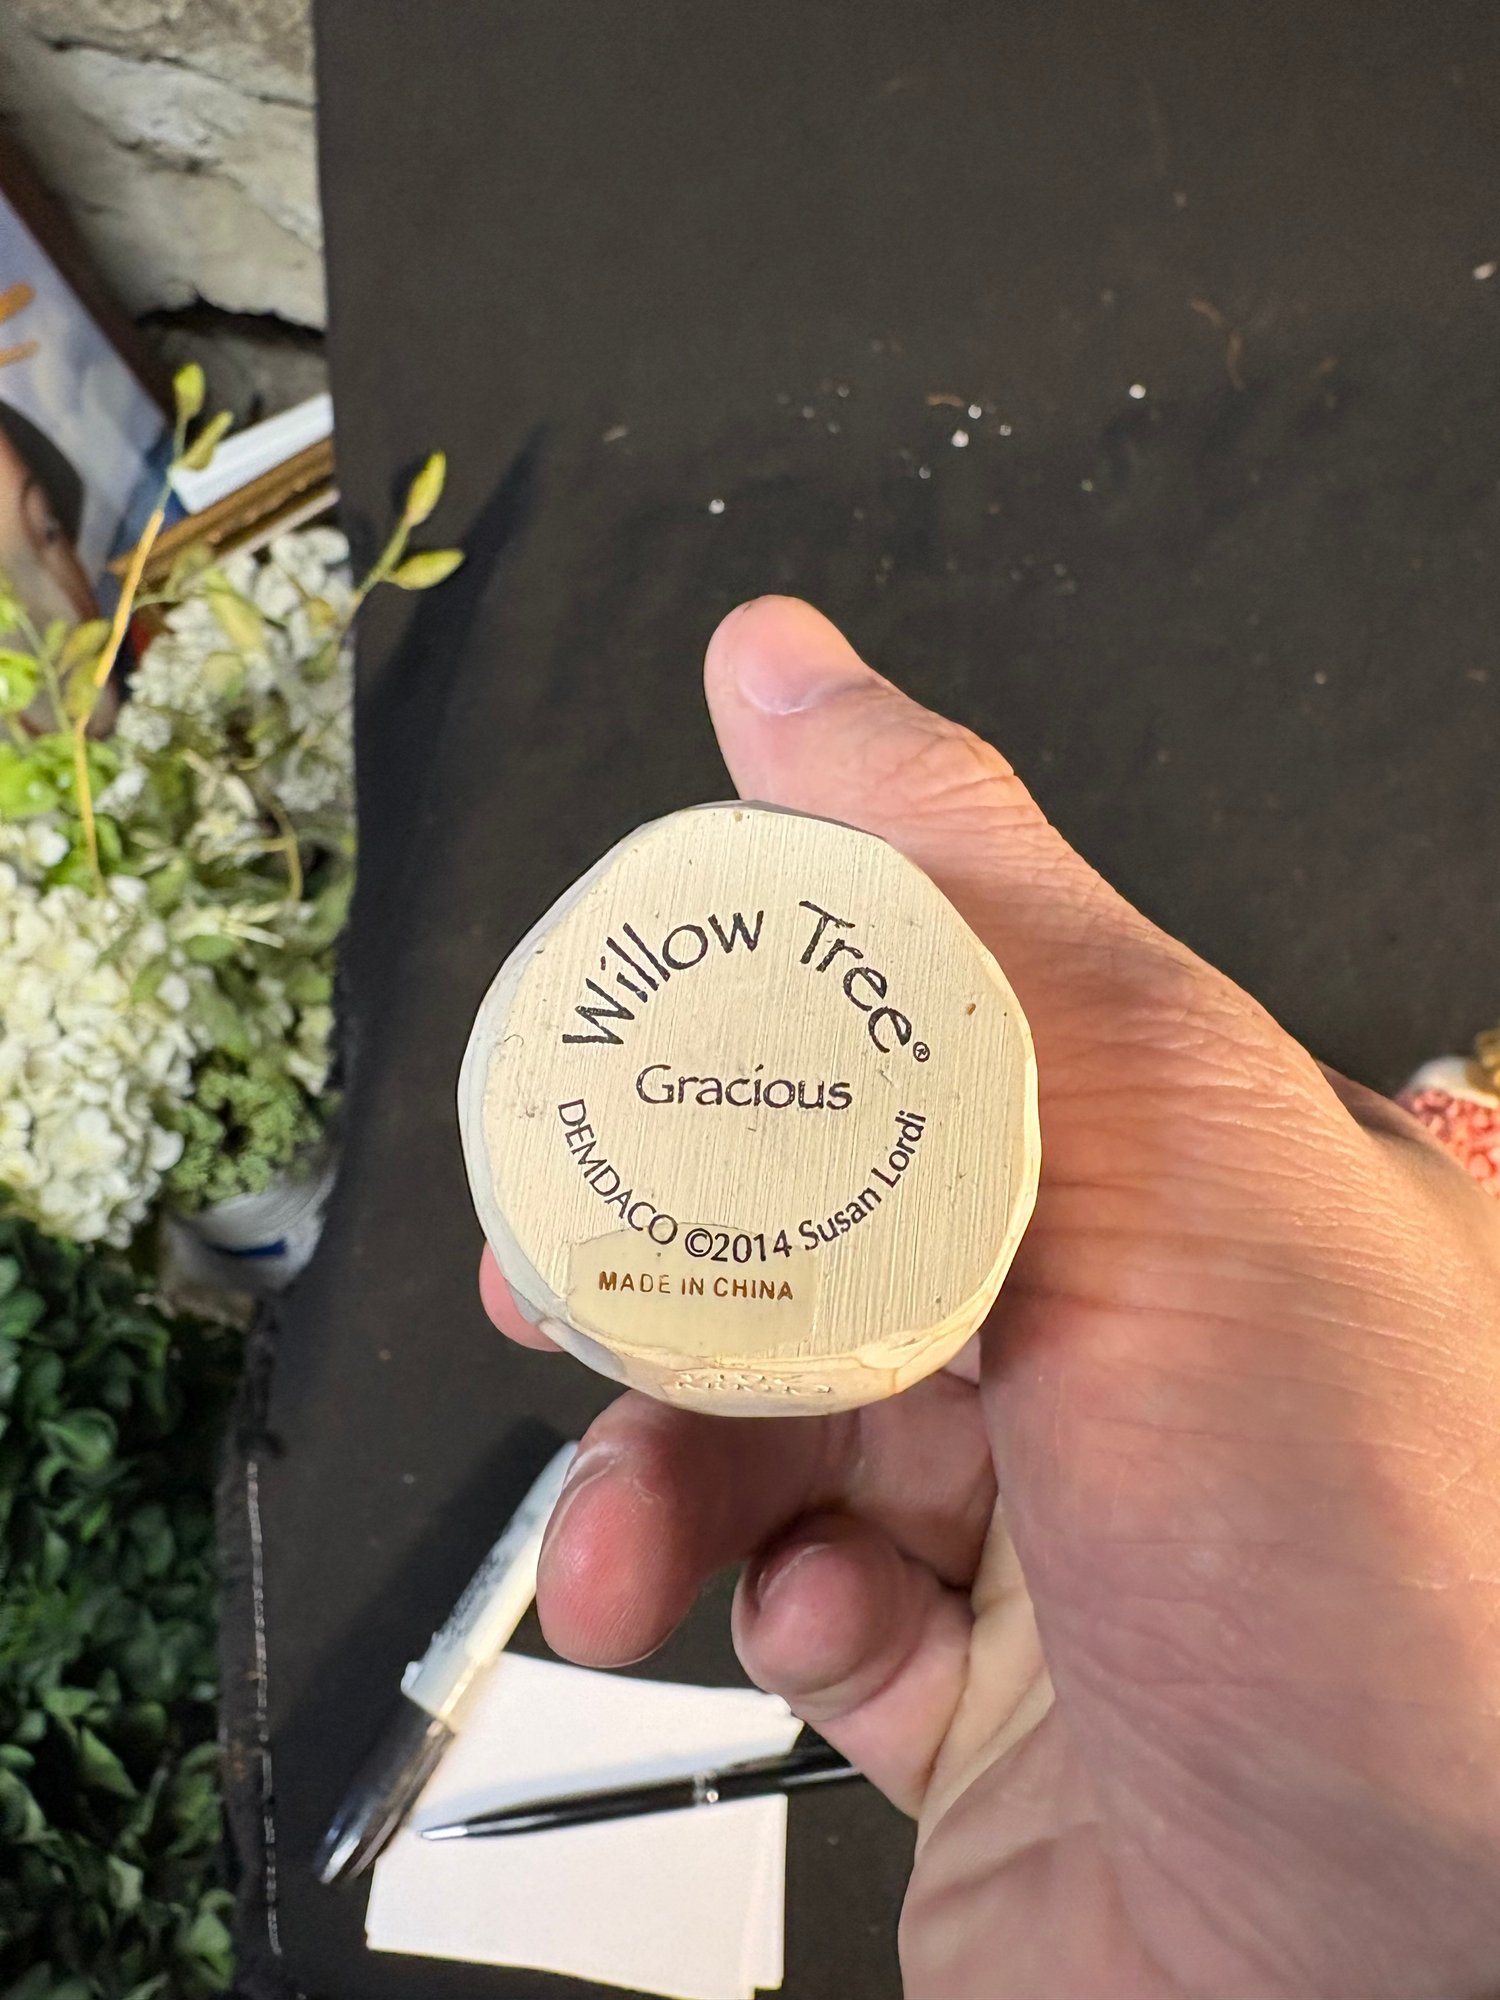 Willow Tree®
Gracious
DEMDACO ©2014 Susan Lordi
MADE IN CHINA